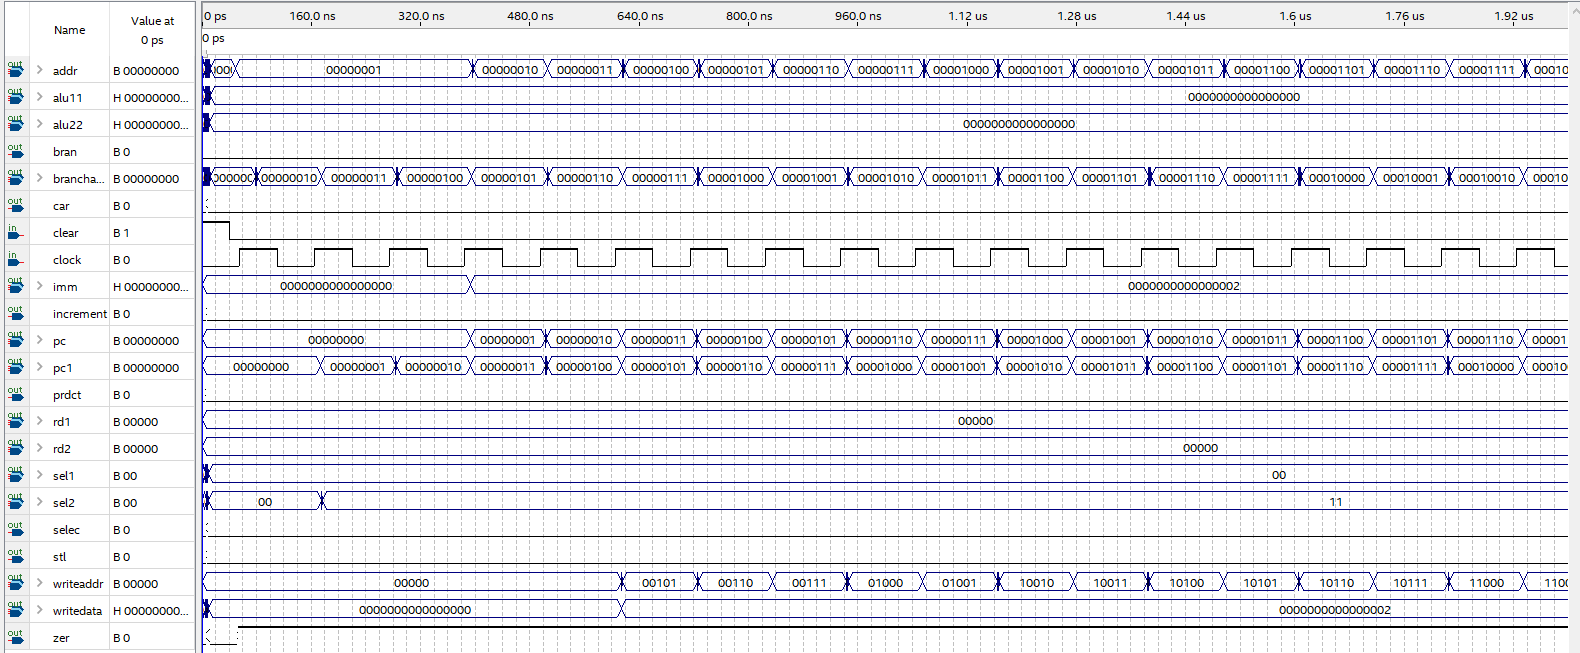 Name Value at 0 ps 0 ps 160.0 ns 320.0 ns 480.0 ns 640.0 ns 800.0 ns 960.0 ns 1.12 us 1.28 us 1.44 us 1.6 us 1.76 us 1.92 us
0 ps
addr B 00000000 00000001 00000010 00000011 00000100 00000101 00000110 00000111 00001000 00001001 00001010 00001011 00001100 00001101 00001110 00001111 00010
alu11 H 00000000... 0000000000000000
alu22 H 00000000... 0000000000000000
bran B 0
brancha... B 00000000 000000 00000010 00000011 00000100 00000101 00000110 00000111 00001000 00001001 00001010 00001011 00001100 00001101 00001110 00001111 00010000 00010001 00010010 00010
car B 0
clear B 1
clock B 0
imm H 00000000... 0000000000000000 0000000000000002
increment B 0
pc B 00000000 00000000 00000001 00000010 00000011 00000100 00000101 00000110 00000111 00001000 00001001 00001010 00001011 00001100 00001101 00001110 00001
pc1 B 00000000 00000000 00000001 00000010 00000011 00000100 00000101 00000110 00000111 00001000 00001001 00001010 00001011 00001100 00001101 00001110 00001111 00010000 00010
prdct B 0
rd1 B 00000 00000
rd2 B 00000 00000
sel1 B 00 00
sel2 B 00 00 11
selec B 0
stl B 0
writeaddr B 00000 00000 00101 00110 00111 01000 01001 10010 10011 10100 10101 10110 10111 11000 1100
writedata H 00000000... 0000000000000000 0000000000000002
zer B 0